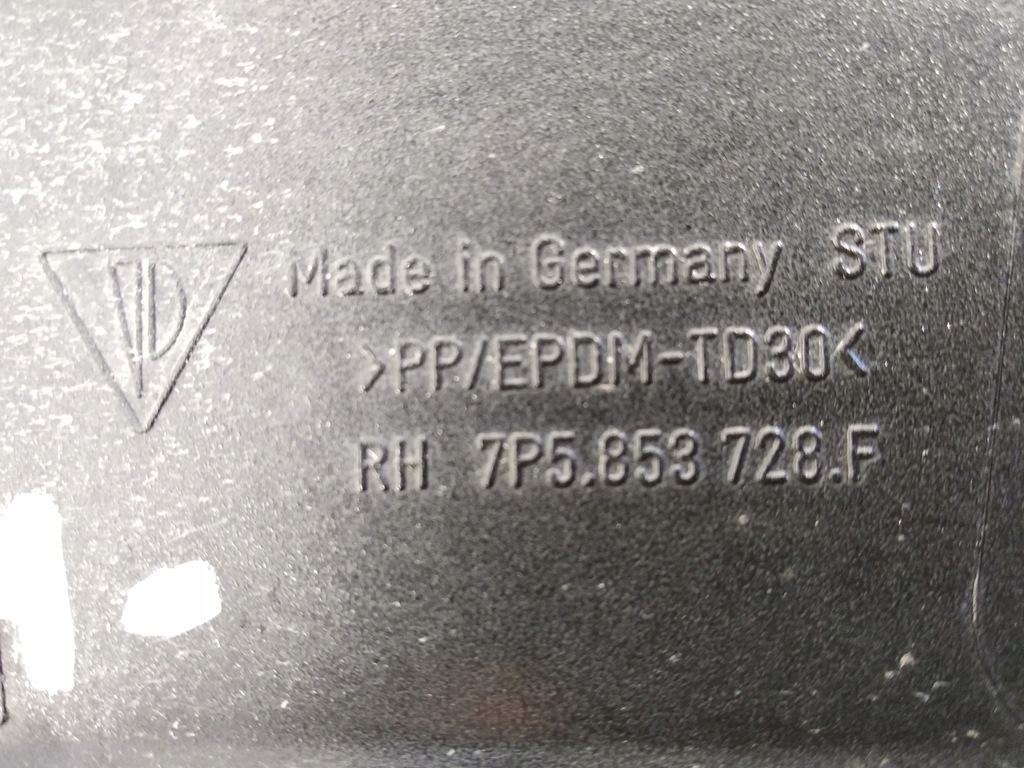 Made in Germany STU
>PP/EPDM-TD30<
RH 7P5.853 728.F